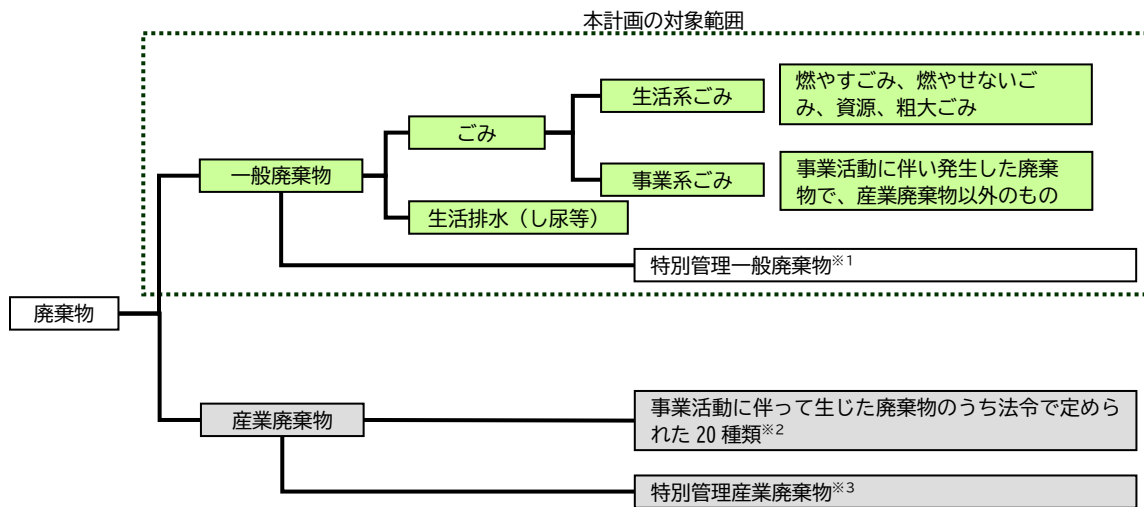 本計画の対象範囲
生活系ごみ
燃やすごみ、燃やせないご
み、資源、粗大ごみ
ごみ
一般廃棄物
事業系ごみ
事業活動に伴い発生した廃棄
物で、産業廃棄物以外のもの
生活排水（し尿等）
特別管理一般廃棄物※1
廃棄物
産業廃棄物
事業活動に伴って生じた廃棄物のうち法令で定めら
れた 20 種類※2
特別管理産業廃棄物※3